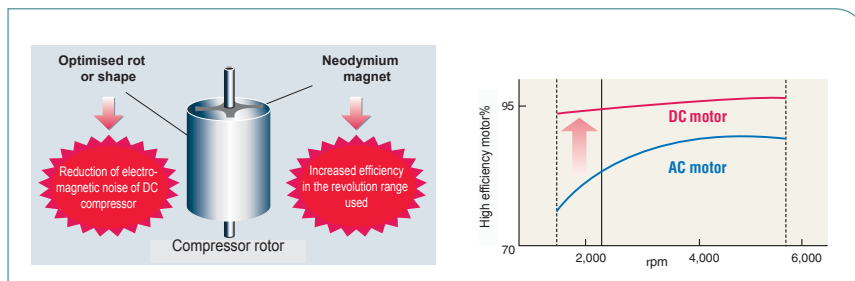 Optimised rot
or shape
Neodymium
magnet
Reduction of electro-
magnetic noise of DC
compressor
Increased efficiency
in the revolution range
used
Compressor rotor
High efficiency motor%
95
70
DC motor
AC motor
2,000
4,000
6,000
rpm